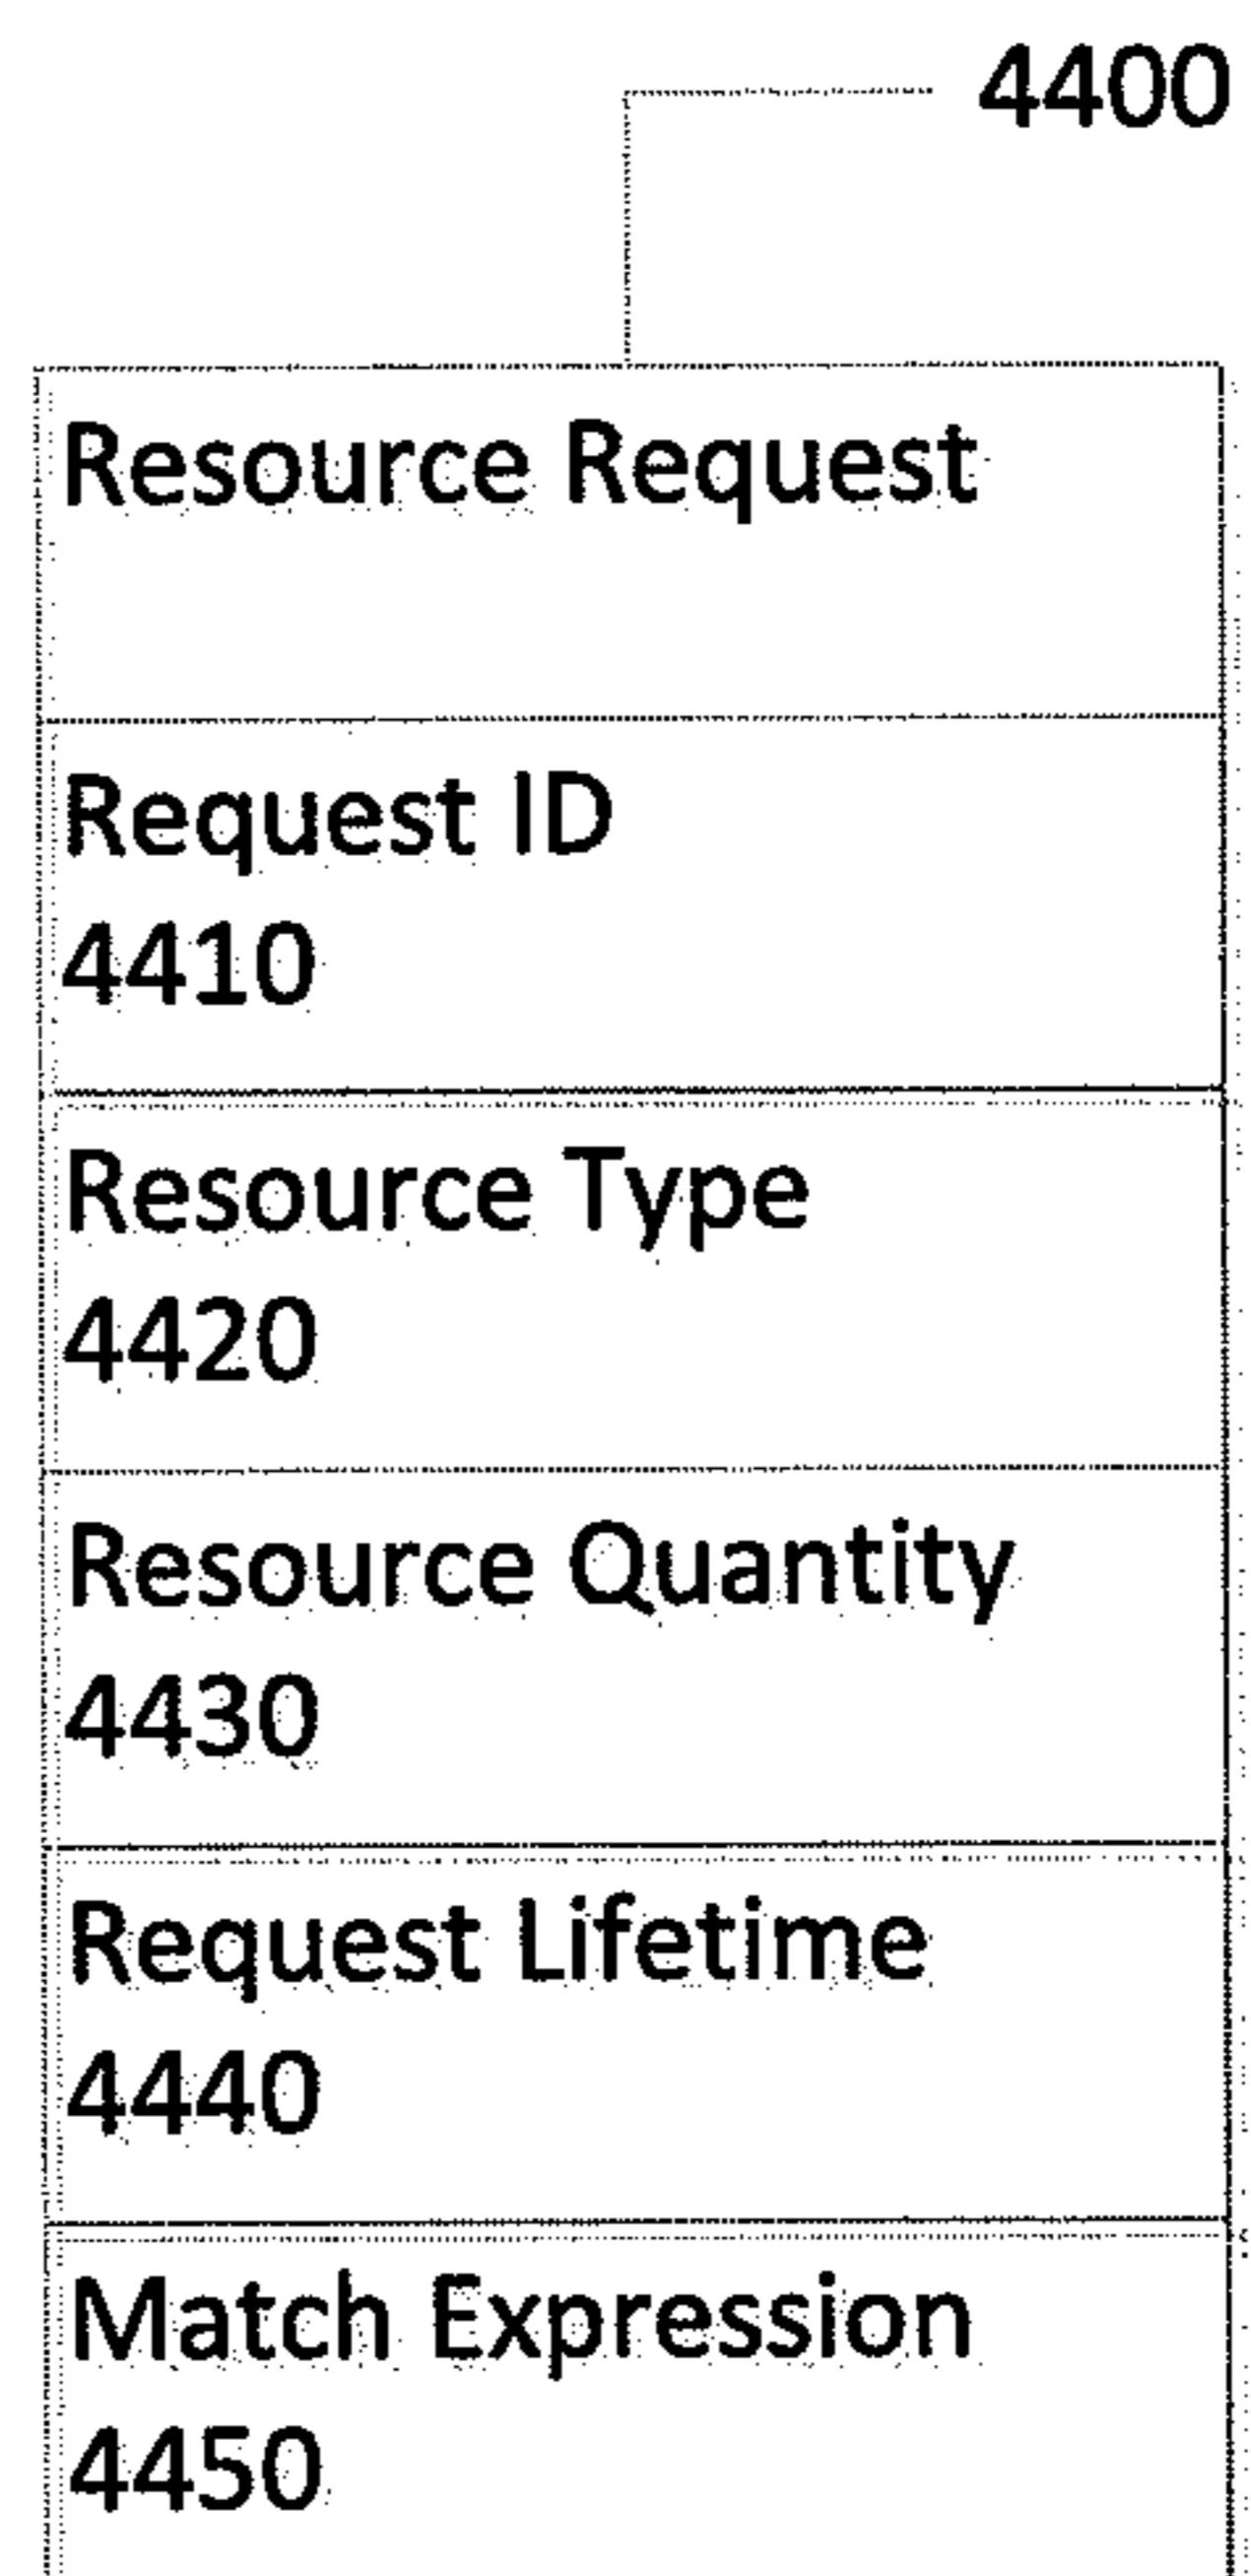 4400
Resource Request
Request ID
4410
Resource Type
4420
Resource Quantity
4430
Request Lifetime
4440
Match Expression
4450